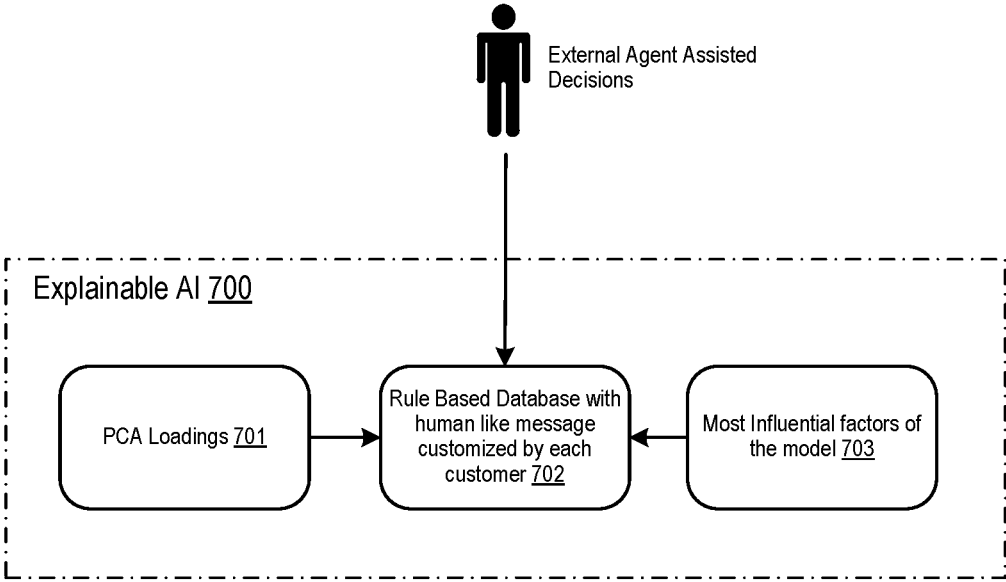 External Agent Assisted
Decisions
Explainable AI 700
PCA Loadings 701
Rule Based Database with
human like message
customized by each
customer 702
Most Influential factors of
the model 703